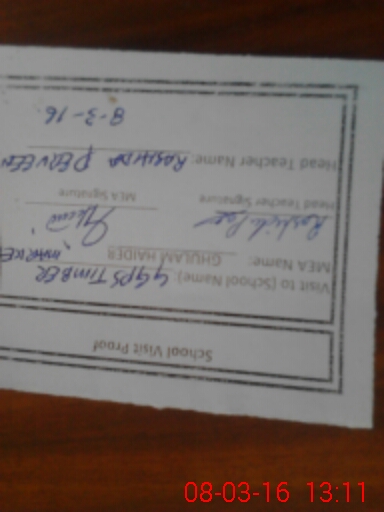 School Visit Proof
Visit to (School Name): GGPS TIMBER MARKE
MEA Name: GHULAM HAIDER
Head Teacher Signature MEA Signature
Head Teacher Name: RASHIDA PERVEEN
8-3-16
08-03-16 13:11